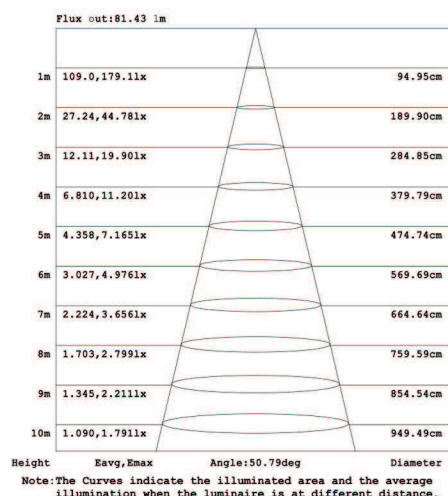 Flux out:81.43 lm
1m 109.0,179.1lx 94.95cm
2m 27.24,44.78lx 189.90cm
3m 12.11,19.90lx 284.85cm
4m 6.810,11.20lx 379.79cm
5m 4.358,7.165lx 474.74cm
6m 3.027,4.976lx 569.69cm
7m 2.224,3.656lx 664.64cm
8m 1.703,2.799lx 759.59cm
9m 1.345,2.211lx 854.54cm
10m 1.090,1.791lx 949.49cm
Height Eavg,Emax Angle:50.79deg Diameter
Note:The Curves indicate the illuminated area and the average
illumination when the luminaire is at different distance.